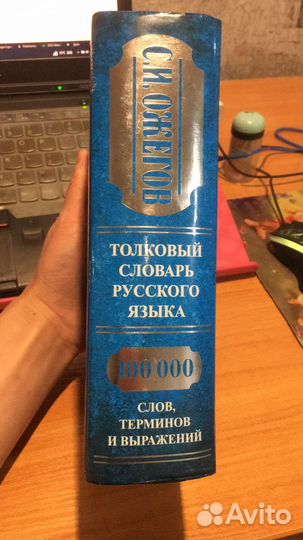 С.И. ОЖЕГОВ
ТОЛКОВЫЙ
СЛОВАРЬ
РУССКОГО
ЯЗЫКА
100 000
СЛОВ,
ТЕРМИНОВ
И ВЫРАЖЕНИЙ
Avito